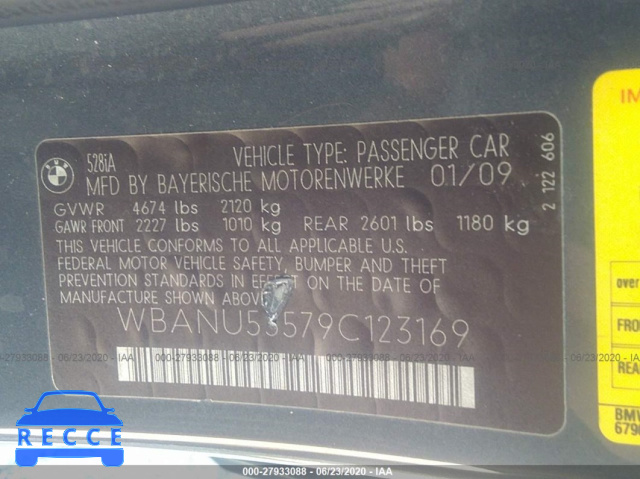 BMW
528iA
VEHICLE TYPE: PASSENGER CAR
MFD BY BAYERISCHE MOTORENWERKE 01/09
GVWR 4674 lbs 2120 kg
GAWR FRONT 2227 lbs 1010 kg REAR 2601 lbs 1180 kg
THIS VEHICLE CONFORMS TO ALL APPLICABLE U.S.
FEDERAL MOTOR VEHICLE SAFETY, BUMPER AND THEFT
PREVENTION STANDARDS IN EFFECT ON THE DATE OF
MANUFACTURE SHOWN ABOVE
WBANU53579C123169
2 122 606
over
BMW
RECCE
000-27933088 - 06/23/2020 - IAA